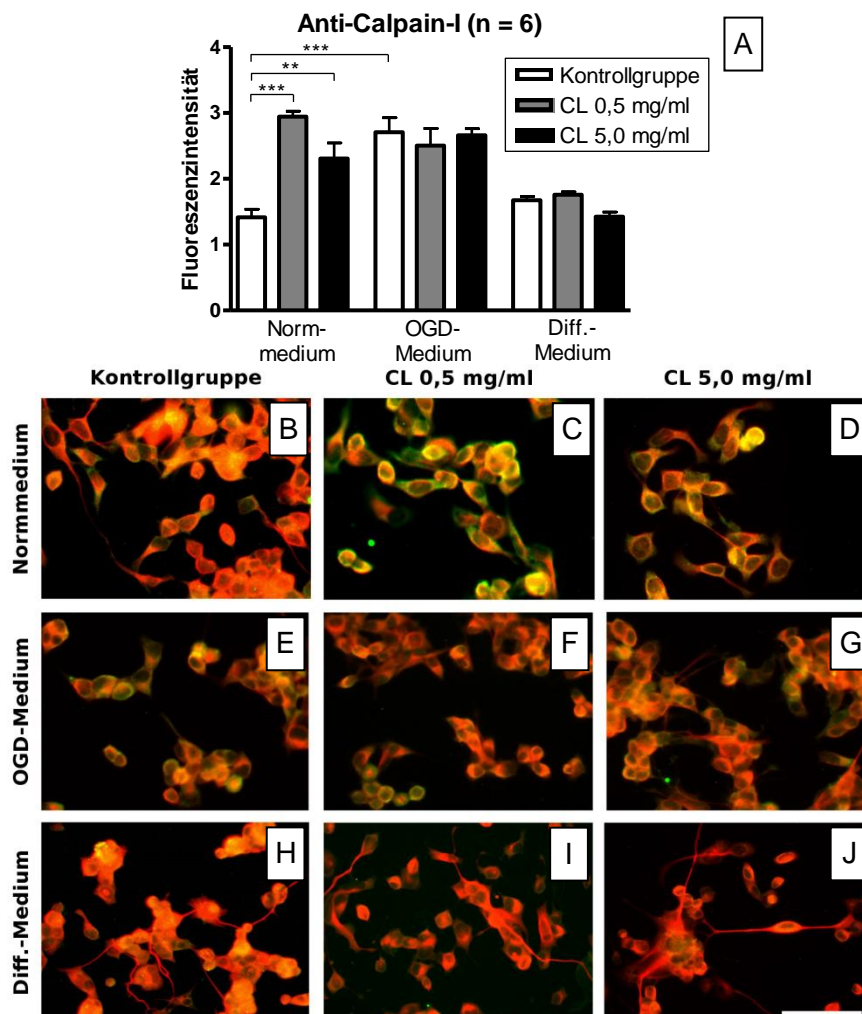 Anti-Calpain-I (n = 6)
A
Fluoreszenzintensität
4
3
2
1
0
***
**
***
Kontrollgruppe
CL 0,5 mg/ml
CL 5,0 mg/ml
Norm-
medium
OGD-
Medium
Diff.-
Medium
Kontrollgruppe
CL 0,5 mg/ml
CL 5,0 mg/ml
Normmedium
B
C
D
OGD-Medium
E
F
G
Diff.-Medium
H
I
J